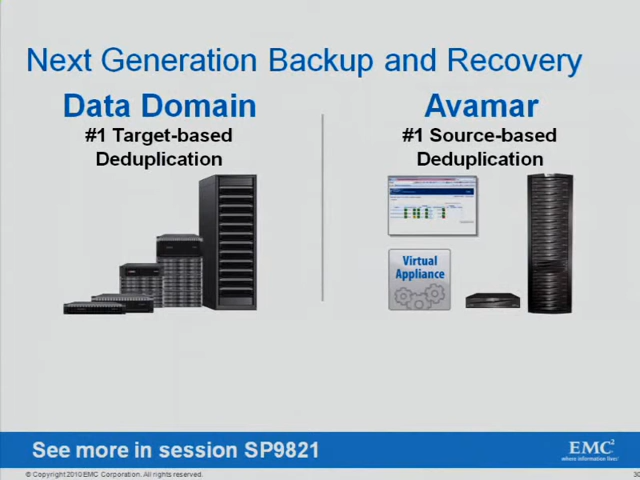 Next Generation Backup and Recovery
Data Domain
#1 Target-based
Deduplication
Avamar
#1 Source-based
Deduplication
Virtual
Appliance
See more in session SP9821
EMC²
where information lives®
© Copyright 2010 EMC Corporation. All rights reserved.